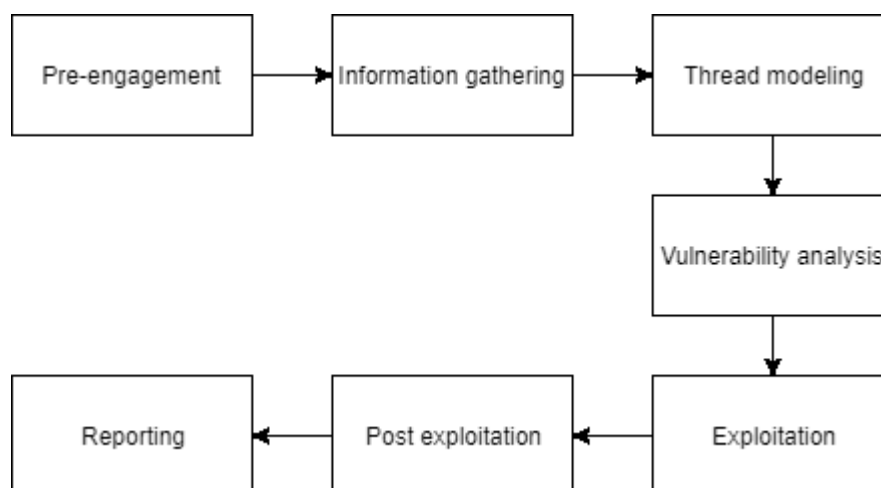 Pre-engagement
Information gathering
Thread modeling
Vulnerability analysis
Exploitation
Post exploitation
Reporting